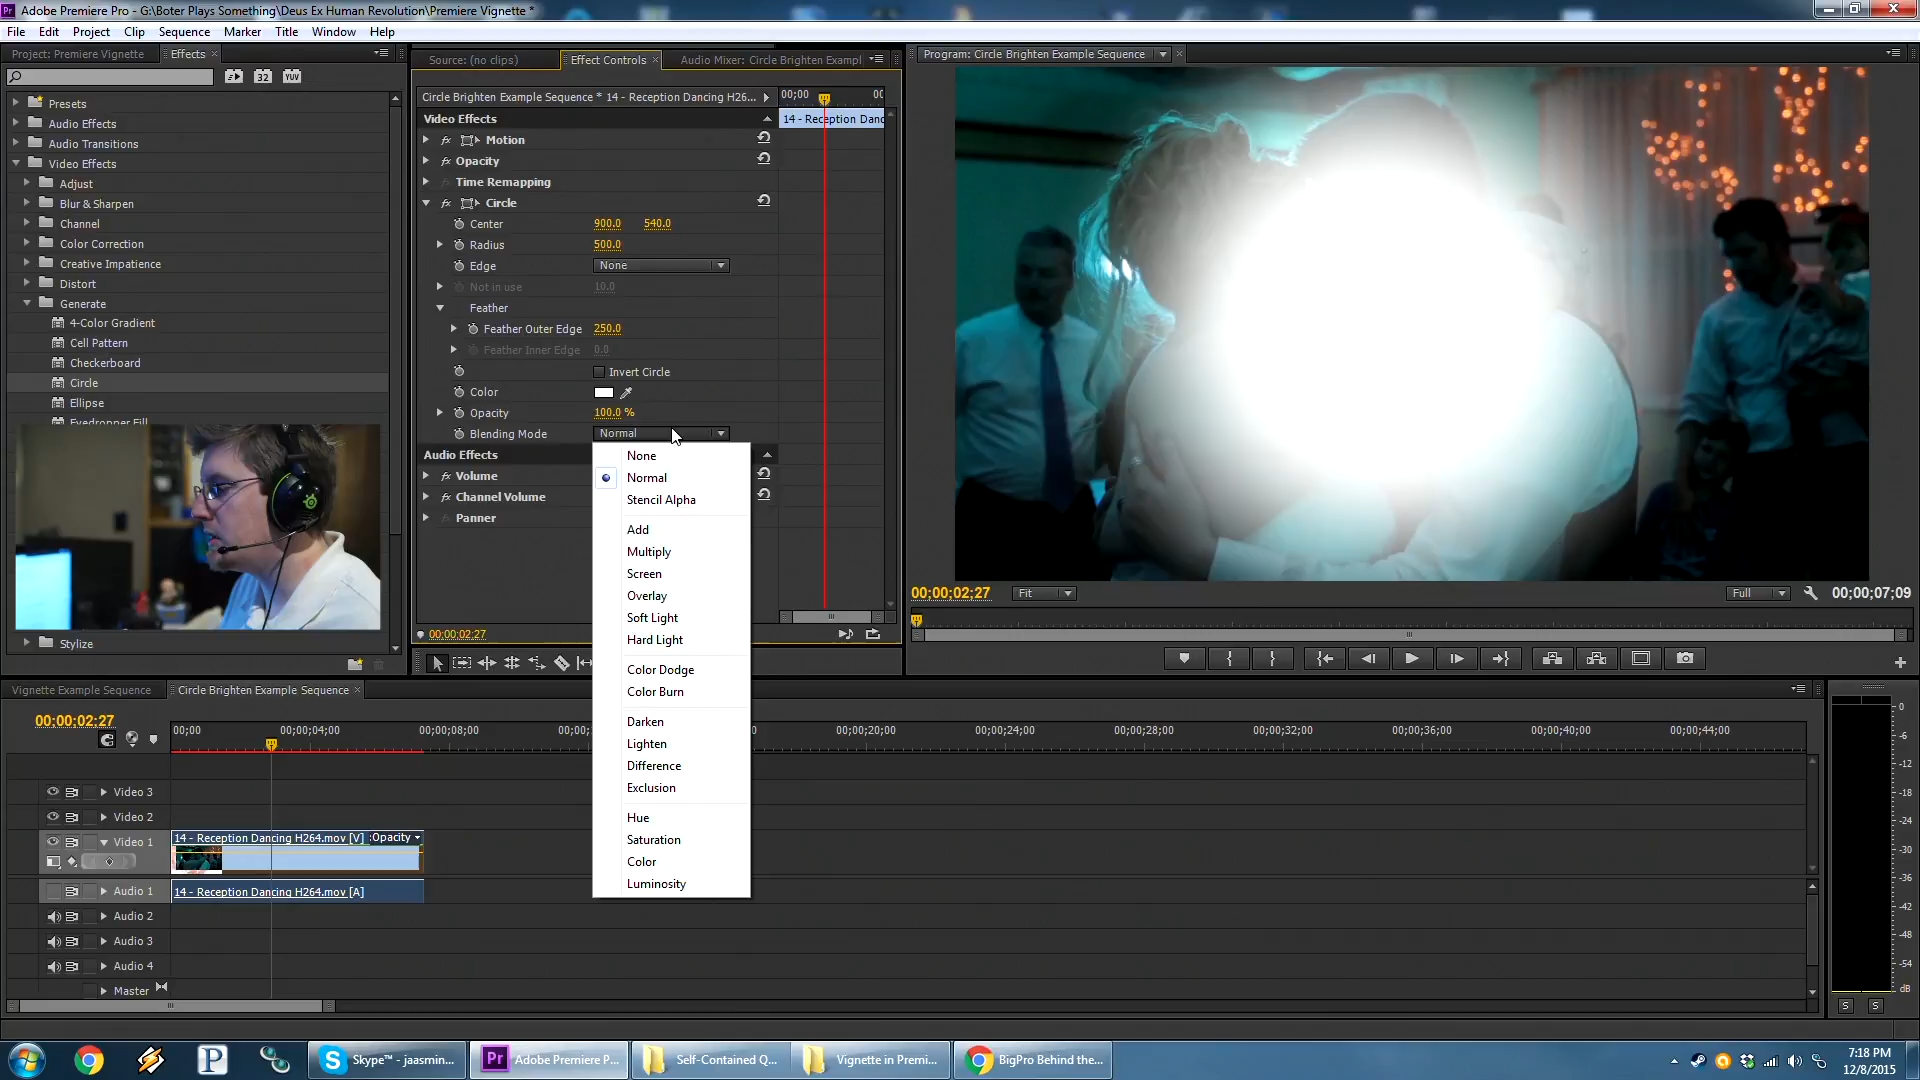 Adobe Premiere Pro - G:\Boter Plays Something\Deus Ex Human Revolution\Premiere Vignette *
File Edit Project Clip Sequence Marker Title Window Help
Project: Premiere Vignette
Effects
32
YUV
Presets
Audio Effects
Audio Transitions
Video Effects
Adjust
Blur & Sharpen
Channel
Color Correction
Creative Impatience
Distort
Generate
4-Color Gradient
Cell Pattern
Checkerboard
Circle
Ellipse
Eyedropper Fill
Stylize
Source: (no clips)
Effect Controls
Audio Mixer: Circle Brighten Exampl
Circle Brighten Example Sequence * 14 - Reception Dancing H26...
00;00
00
Video Effects
14 - Reception Danc
Motion
Opacity
Time Remapping
Circle
Center 900.0 540.0
Radius 500.0
Edge None
Not in use 10.0
Feather
Feather Outer Edge 250.0
Feather Inner Edge 0.0
Invert Circle
Color
Opacity 100.0 %
Blending Mode Normal
Audio Effects
Volume
Channel Volume
Panner
None
Normal
Stencil Alpha
Add
Multiply
Screen
Overlay
Soft Light
Hard Light
Color Dodge
Color Burn
Darken
Lighten
Difference
Exclusion
Hue
Saturation
Color
Luminosity
00:00:02:27
Program: Circle Brighten Example Sequence
00;00;02;27
Fit
Full
00;00;07;09
Vignette Example Sequence
Circle Brighten Example Sequence
00;00;02;27
00;00 00;00;04;00 00;00;08;00 00;00;20;00 00;00;24;00 00;00;28;00 00;00;32;00 00;00;36;00 00;00;40;00 00;00;44;00
Video 3
Video 2
Video 1
14 - Reception Dancing H264.mov [V] :Opacity
Audio 1
14 - Reception Dancing H264.mov [A]
Audio 2
Audio 3
Audio 4
Master
0
-6
-12
-18
-24
-30
-36
-42
-48
-54
dB
S S
Skype™ - jaasmin...
Pr Adobe Premiere P...
Self-Contained Q...
Vignette in Premi...
BigPro Behind the...
7:18 PM
12/8/2015